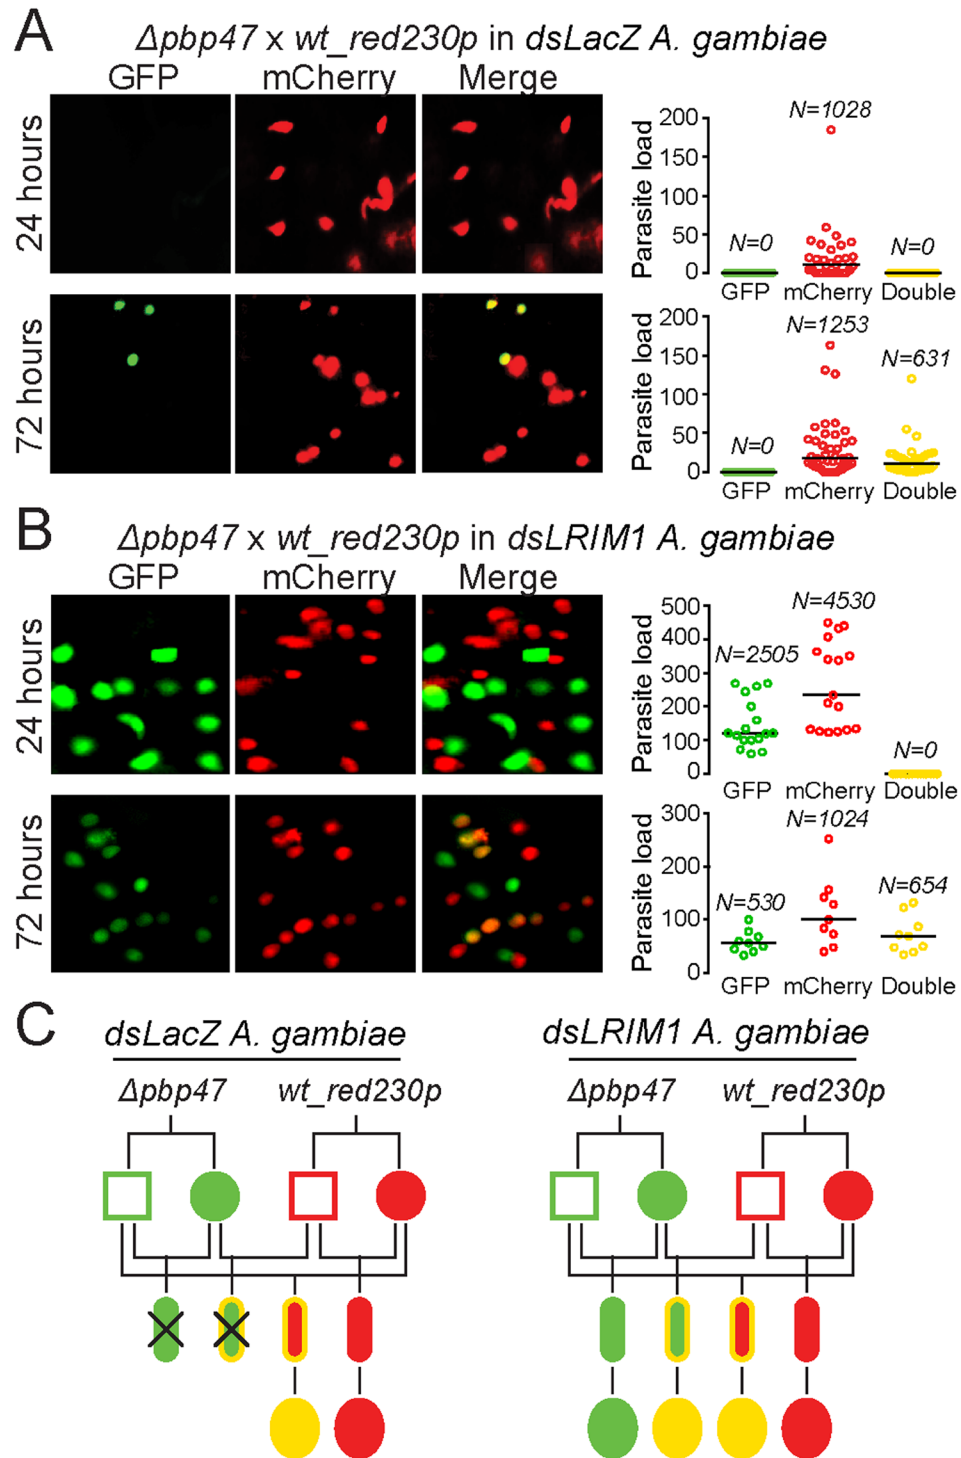 A
Δpbp47 x wt_red230p in dsLacZ A. gambiae
GFP mCherry Merge
24 hours
Parasite load
200
150
100
50
0
N=0
N=1028
N=0
GFP mCherry Double
72 hours
Parasite load
200
150
100
50
0
N=0
N=1253
N=631
GFP mCherry Double
B
Δpbp47 x wt_red230p in dsLRIM1 A. gambiae
GFP mCherry Merge
24 hours
Parasite load
500
400
300
200
100
0
N=2505
N=4530
N=0
GFP mCherry Double
72 hours
Parasite load
300
200
100
0
N=530
N=1024
N=654
GFP mCherry Double
C
dsLacZ A. gambiae
Δpbp47 wt_red230p
dsLRIM1 A. gambiae
Δpbp47 wt_red230p